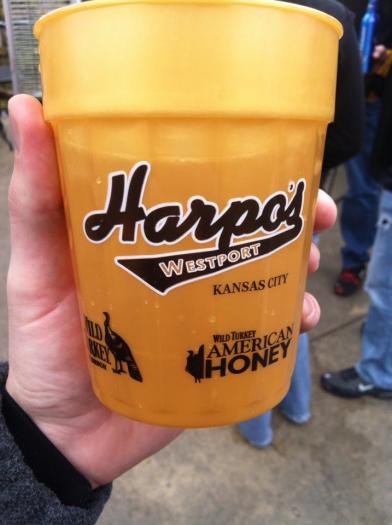 Harpo's
WESTPORT
KANSAS CITY
WILD TURKEY
AMERICAN
HONEY